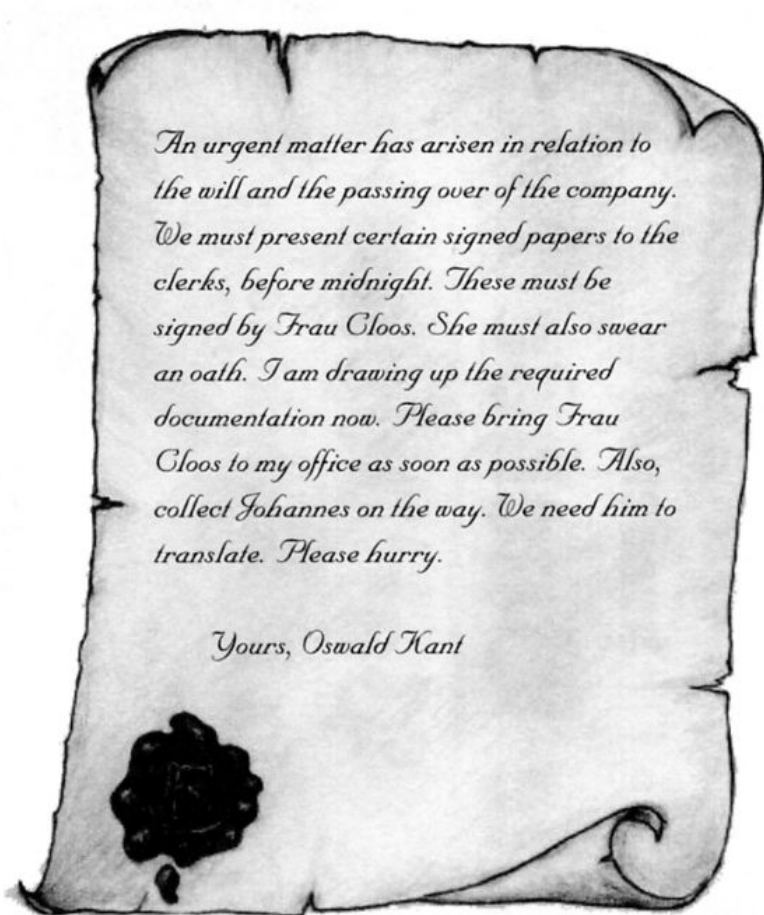 An urgent matter has arisen in relation to
the will and the passing over of the company.
We must present certain signed papers to the
clerks, before midnight. These must be
signed by Frau Cloos. She must also swear
an oath. I am drawing up the required
documentation now. Please bring Frau
Cloos to my office as soon as possible. Also,
collect Johannes on the way. We need him to
translate. Please hurry.
Yours, Oswald Kant